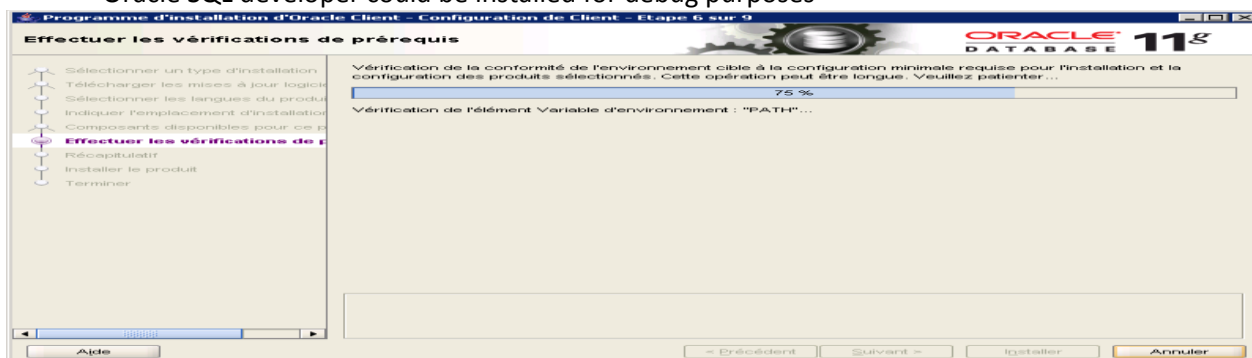 Oracle SQL developer could be installed for debug purposes
Programme d'installation d'Oracle Client - Configuration de Client - Etape 6 sur 9
Effectuer les vérifications de prérequis
ORACLE
DATABASE
11g
Sélectionner un type d'installation
Télécharger les mises à jour logicie
Sélectionner les langues du produi
Indiquer l'emplacement d'installation
Composants disponibles pour ce p
Effectuer les vérifications de p
Récapitulatif
Installer le produit
Terminer
Vérification de la conformité de l'environnement cible à la configuration minimale requise pour l'installation et la
configuration des produits sélectionnés. Cette opération peut être longue. Veuillez patienter...
75 %
Vérification de l'élément Variable d'environnement : "PATH"...
Aide
< Précédent
Suivant >
Installer
Annuler